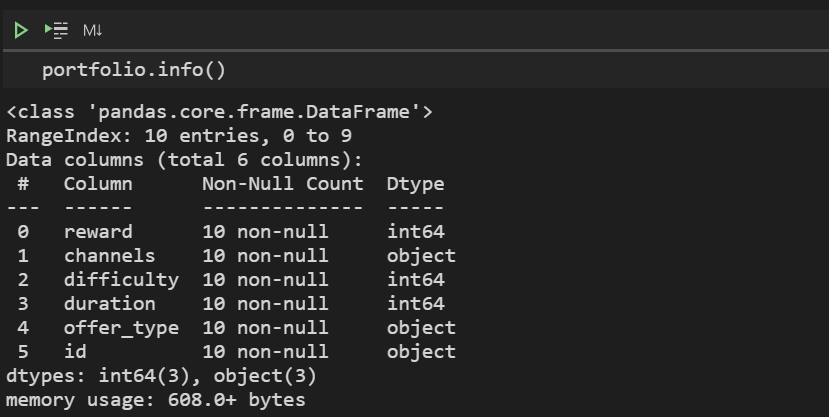 M↓
portfolio.info()
<class 'pandas.core.frame.DataFrame'>
RangeIndex: 10 entries, 0 to 9
Data columns (total 6 columns):
 #   Column      Non-Null Count  Dtype
---  ------      --------------  -----
 0   reward      10 non-null     int64
 1   channels    10 non-null     object
 2   difficulty  10 non-null     int64
 3   duration    10 non-null     int64
 4   offer_type  10 non-null     object
 5   id          10 non-null     object
dtypes: int64(3), object(3)
memory usage: 608.0+ bytes